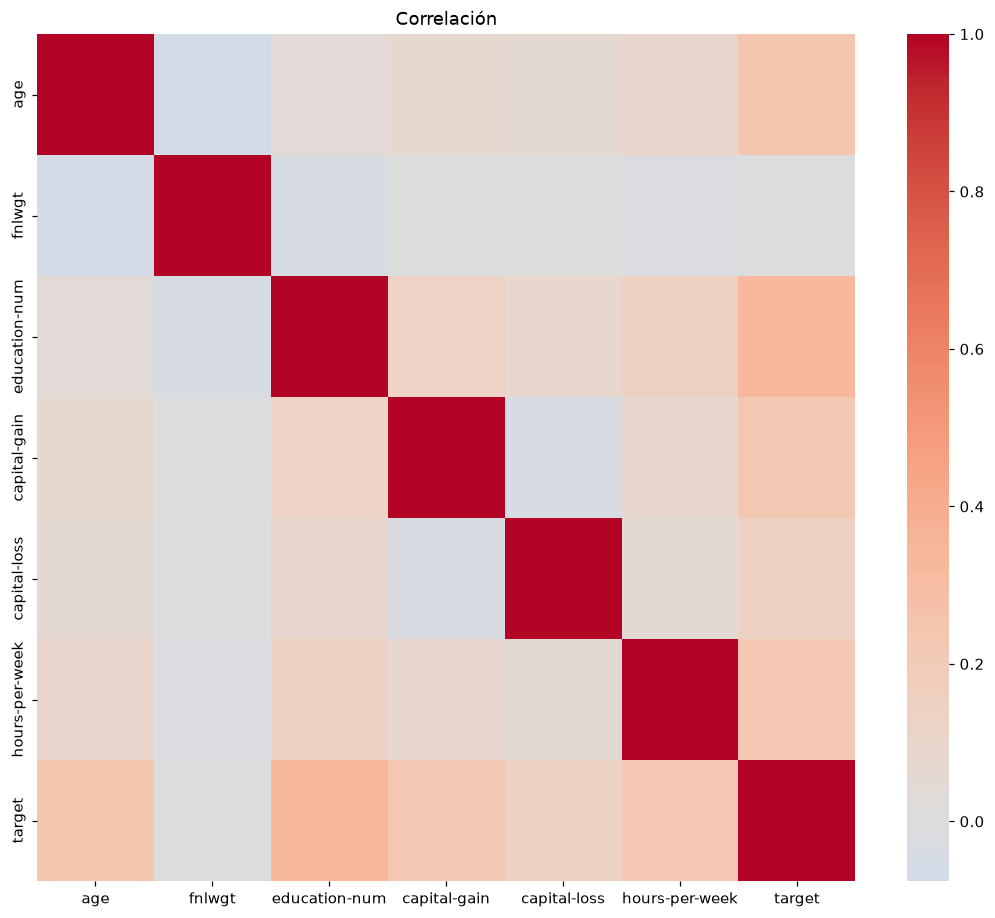 Correlación
age
fnlwgt
education-num
capital-gain
capital-loss
hours-per-week
target
age
fnlwgt
education-num
capital-gain
capital-loss
hours-per-week
target
1.0
0.8
0.6
0.4
0.2
0.0